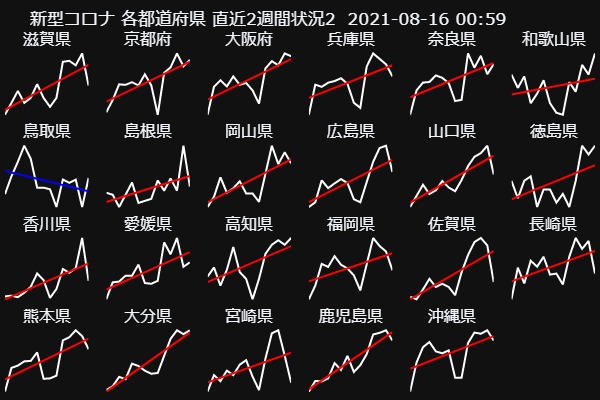 新型コロナ 各都道府県 直近2週間状況2 2021-08-16 00:59
滋賀県 京都府 大阪府 兵庫県 奈良県 和歌山県
鳥取県 島根県 岡山県 広島県 山口県 徳島県
香川県 愛媛県 高知県 福岡県 佐賀県 長崎県
熊本県 大分県 宮崎県 鹿児島県 沖縄県